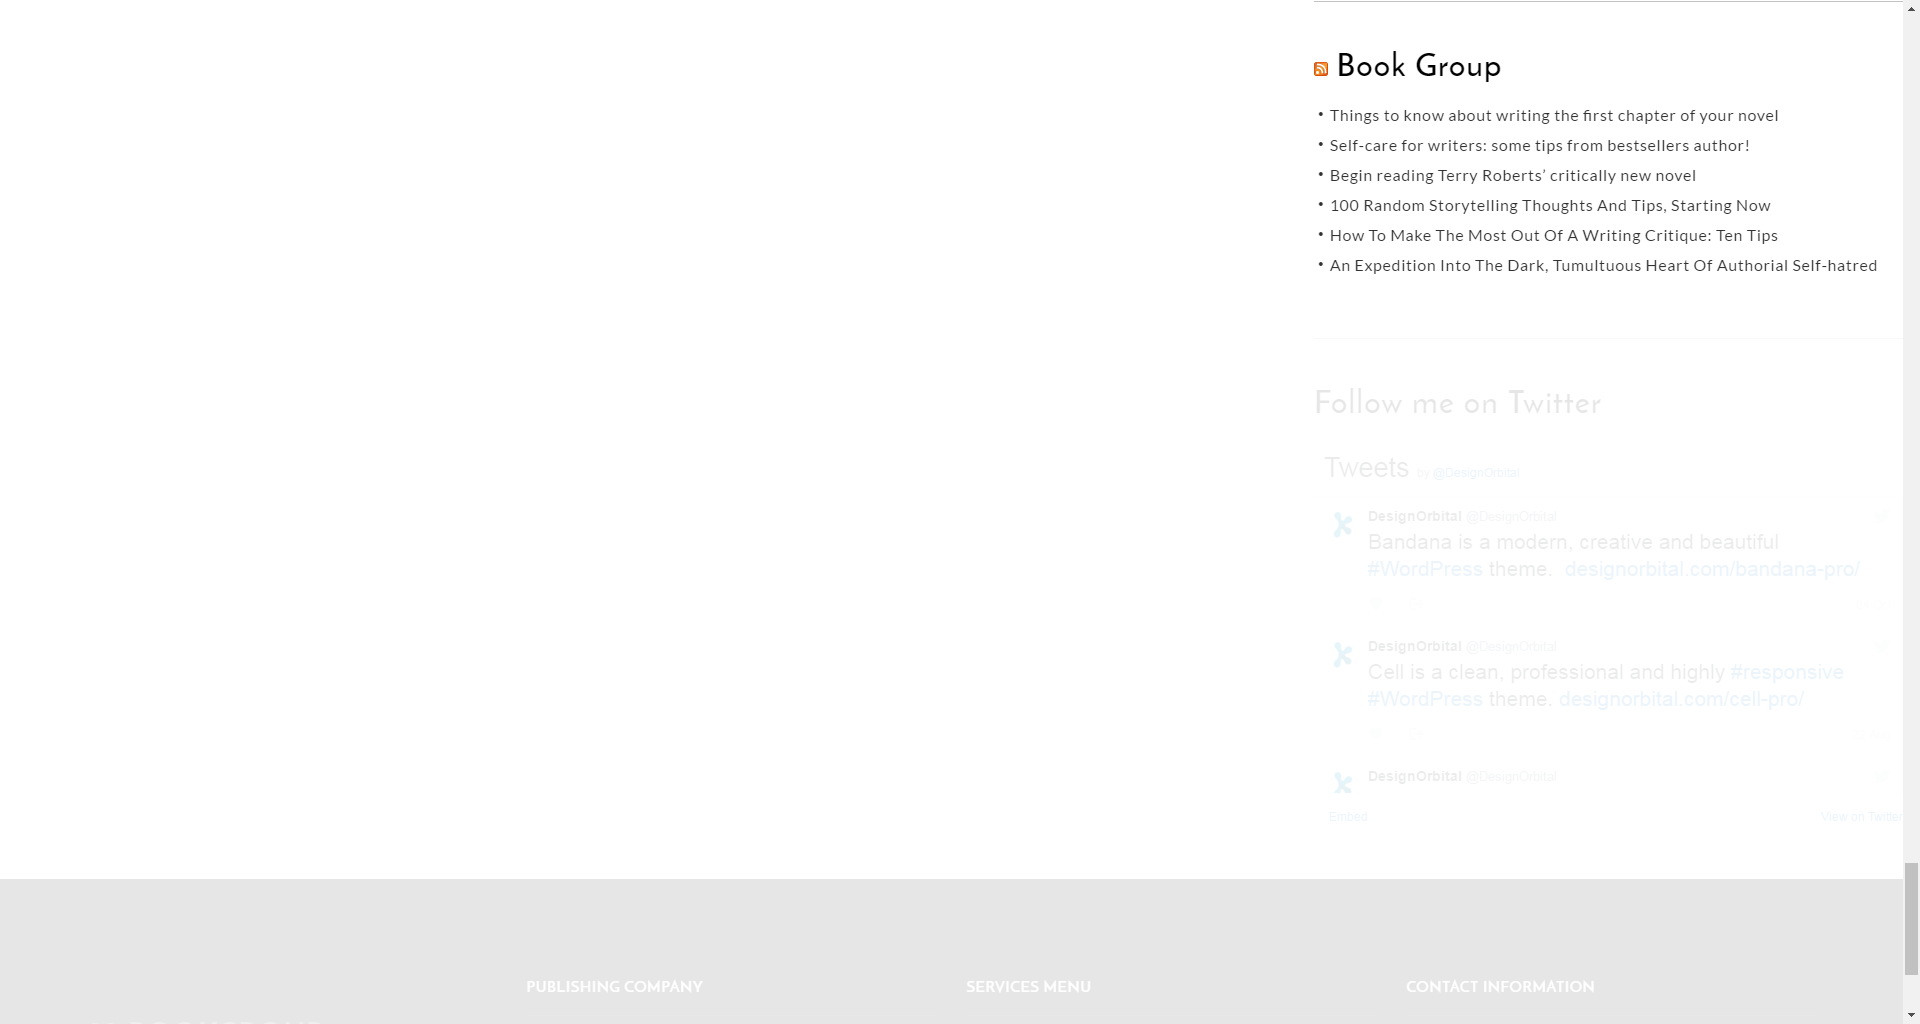 Book Group
• Things to know about writing the first chapter of your novel
• Self-care for writers: some tips from bestsellers author!
• Begin reading Terry Roberts’ critically new novel
• 100 Random Storytelling Thoughts And Tips, Starting Now
• How To Make The Most Out Of A Writing Critique: Ten Tips
• An Expedition Into The Dark, Tumultuous Heart Of Authorial Self-hatred
Follow me on Twitter
Tweets by @DesignOrbital
DesignOrbital @DesignOrbital
Bandana is a modern, creative and beautiful
#WordPress theme. designorbital.com/bandana-pro/
DesignOrbital @DesignOrbital
Cell is a clean, professional and highly #responsive
#WordPress theme. designorbital.com/cell-pro/
DesignOrbital @DesignOrbital
Embed View on Twitter
PUBLISHING COMPANY SERVICES MENU CONTACT INFORMATION